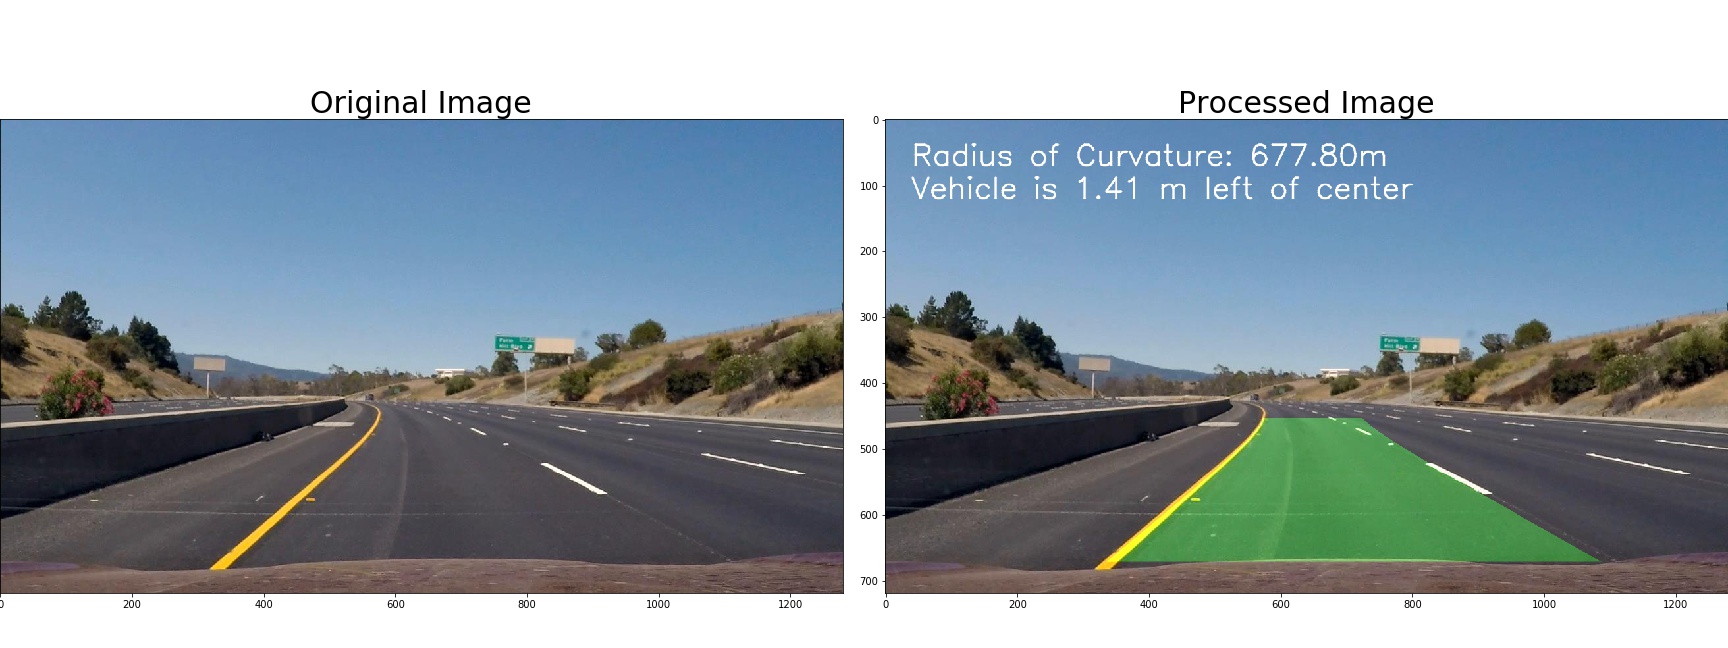 Original Image
Processed Image
Radius of Curvature: 677.80m
Vehicle is 1.41 m left of center
0
100
200
300
400
500
600
700
0 200 400 600 800 1000 1200
0 200 400 600 800 1000 1200